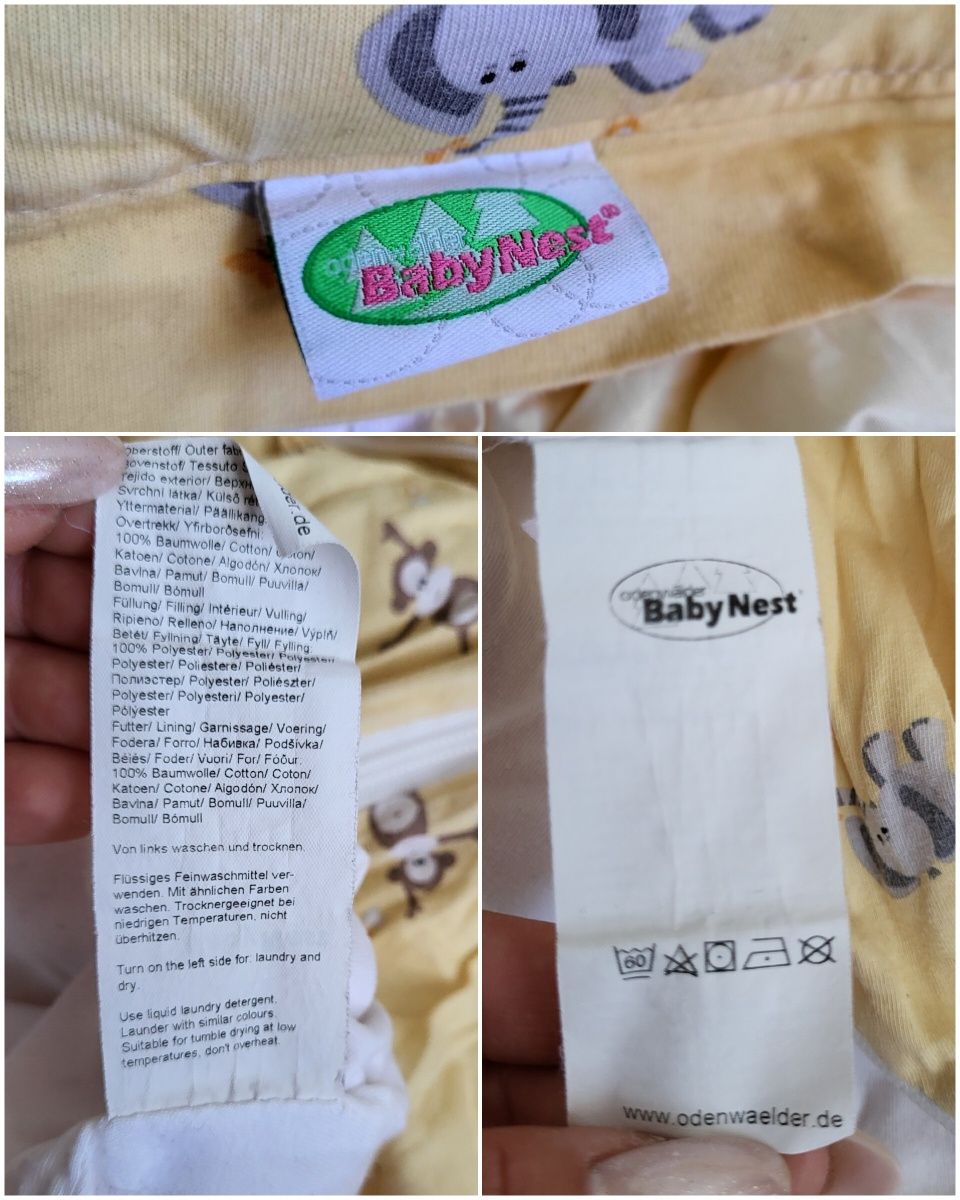 odenwälder
BabyNest®
Oberstoff/ Outer
Bovenstof/ Tessuto
Tejido exterior/
Svrchní látka/ Külső
Yttermaterial/ Päällikang
Overtrekk/ Yfirborðsefni:
100% Baumwolle/ Cotton/ Coton/
Katoen/ Cotone/ Algodón/ Хлопок/
Bavlna/ Pamut/ Bomull/ Puuvilla/
Bomull/ Bómull
Füllung/ Filling/ Intérieur/ Vulling/
Ripieno/ Relleno/ Наполнение/ Výplň/
Betét/ Fyllning/ Täyte/ Fyll/ Fylling:
100% Polyester/ Polyester/ Polyester/
Polyester/ Poliestere/ Poliéster/
Полиэстер/ Polyester/ Poliészter/
Polyester/ Polyesteri/ Polyester/
Pólýester
Futter/ Lining/ Garnissage/ Voering/
Fodera/ Forro/ Набивка/ Podšívka/
Bélés/ Foder/ Vuori/ For/ Fóður:
100% Baumwolle/ Cotton/ Coton/
Katoen/ Cotone/ Algodón/ Хлопок/
Bavlna/ Pamut/ Bomull/ Puuvilla/
Bomull/ Bómull
Von links waschen und trocknen.
Flüssiges Feinwaschmittel ver-
wenden. Mit ähnlichen Farben
waschen. Trocknergeeignet bei
niedrigen Temperaturen, nicht
überhitzen.
Turn on the left side for. laundry and
dry.
Use liquid laundry detergent.
Launder with similar colours.
Suitable for tumble drying at low
temperatures, don't overheat.
der.de
odenwälder
BabyNest®
60
www.odenwaelder.de